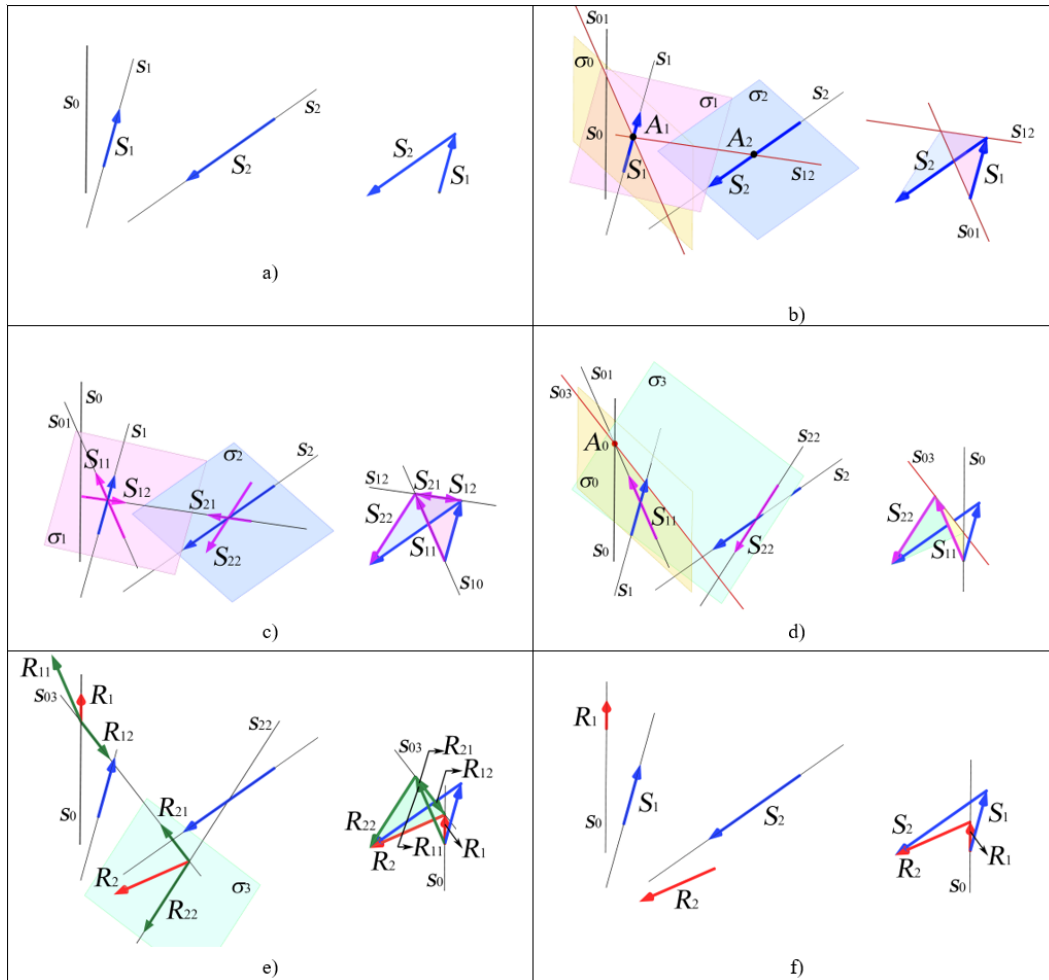 s0
s1
S1
s2
S2
S2
S1
a)
s01
σ0
s1
σ1
σ2
s2
s0
A1
A2
S1
S2
s12
s12
S2
S1
s01
b)
s0
s01
s1
S11
S12
σ2
s2
S21
S22
σ1
s12
S21
S12
S22
S11
s10
c)
s01
s03
σ3
A0
s22
s2
σ0
S11
s0
S22
s1
s03
s0
S22
S11
d)
R11
s03
R1
R12
s22
s0
R21
R2
σ3
R22
s03
R21
R12
R22
R2
R11
R1
s0
e)
R1
s0
S1
S2
R2
S2
S1
R2
R1
s0
f)